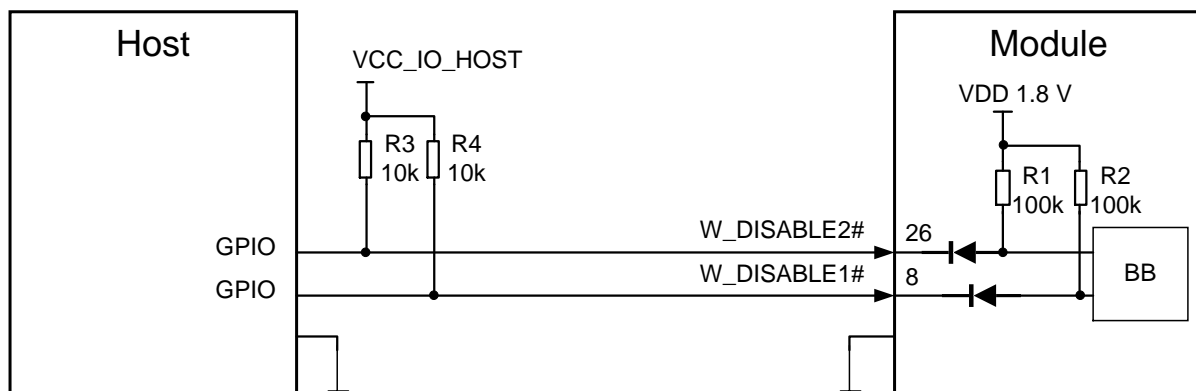 Host
Module
VCC_IO_HOST
VDD 1.8 V
R3
10k
R4
10k
R1
100k
R2
100k
GPIO
W_DISABLE2#
26
GPIO
W_DISABLE1#
8
BB